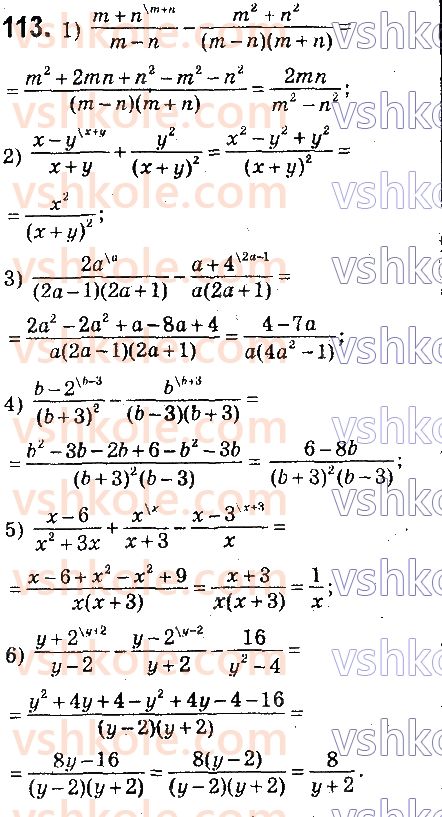 113. 1) \frac{m+n^{\backslash m+n}}{m-n} - \frac{m^2+n^2}{(m-n)(m+n)} =
= \frac{m^2+2mn+n^2-m^2-n^2}{(m-n)(m+n)} = \frac{2mn}{m^2-n^2};
2) \frac{x-y^{\backslash x+y}}{x+y} + \frac{y^2}{(x+y)^2} = \frac{x^2-y^2+y^2}{(x+y)^2} =
= \frac{x^2}{(x+y)^2};
3) \frac{2a^{\backslash a}}{(2a-1)(2a+1)} - \frac{a+4^{\backslash 2a-1}}{a(2a+1)} =
= \frac{2a^2-2a^2+a-8a+4}{a(2a-1)(2a+1)} = \frac{4-7a}{a(4a^2-1)};
4) \frac{b-2^{\backslash b-3}}{(b+3)^2} - \frac{b^{\backslash b+3}}{(b-3)(b+3)} =
= \frac{b^2-3b-2b+6-b^2-3b}{(b+3)^2(b-3)} = \frac{6-8b}{(b+3)^2(b-3)};
5) \frac{x-6}{x^2+3x} + \frac{x^{\backslash x}}{x+3} - \frac{x-3^{\backslash x+3}}{x} =
= \frac{x-6+x^2-x^2+9}{x(x+3)} = \frac{x+3}{x(x+3)} = \frac{1}{x};
6) \frac{y+2^{\backslash y+2}}{y-2} - \frac{y-2^{\backslash y-2}}{y+2} - \frac{16}{y^2-4} =
= \frac{y^2+4y+4-y^2+4y-4-16}{(y-2)(y+2)} =
= \frac{8y-16}{(y-2)(y+2)} = \frac{8(y-2)}{(y-2)(y+2)} = \frac{8}{y+2}.
vshkole.com